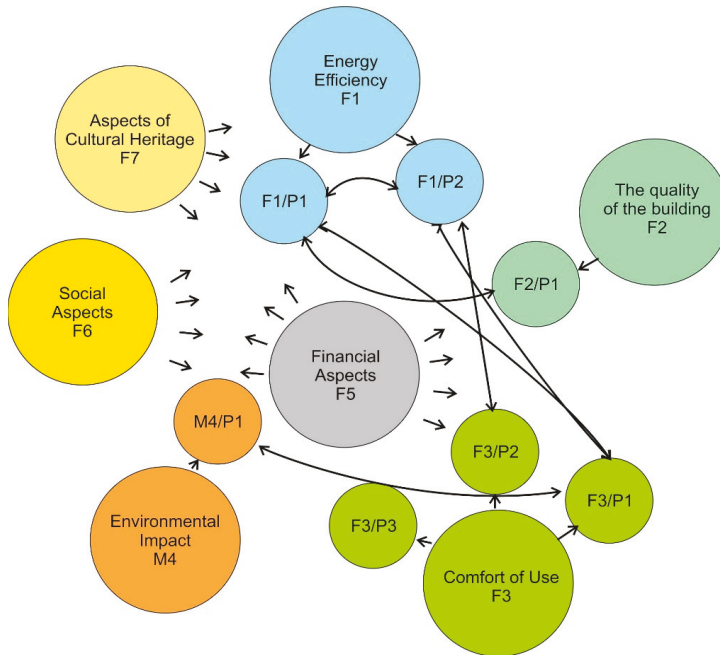 Energy
Efficiency
F1
Aspects of
Cultural Heritage
F7
F1/P1
F1/P2
The quality
of the building
F2
F2/P1
Social
Aspects
F6
Financial
Aspects
F5
M4/P1
F3/P2
F3/P1
F3/P3
Environmental
Impact
M4
Comfort of Use
F3